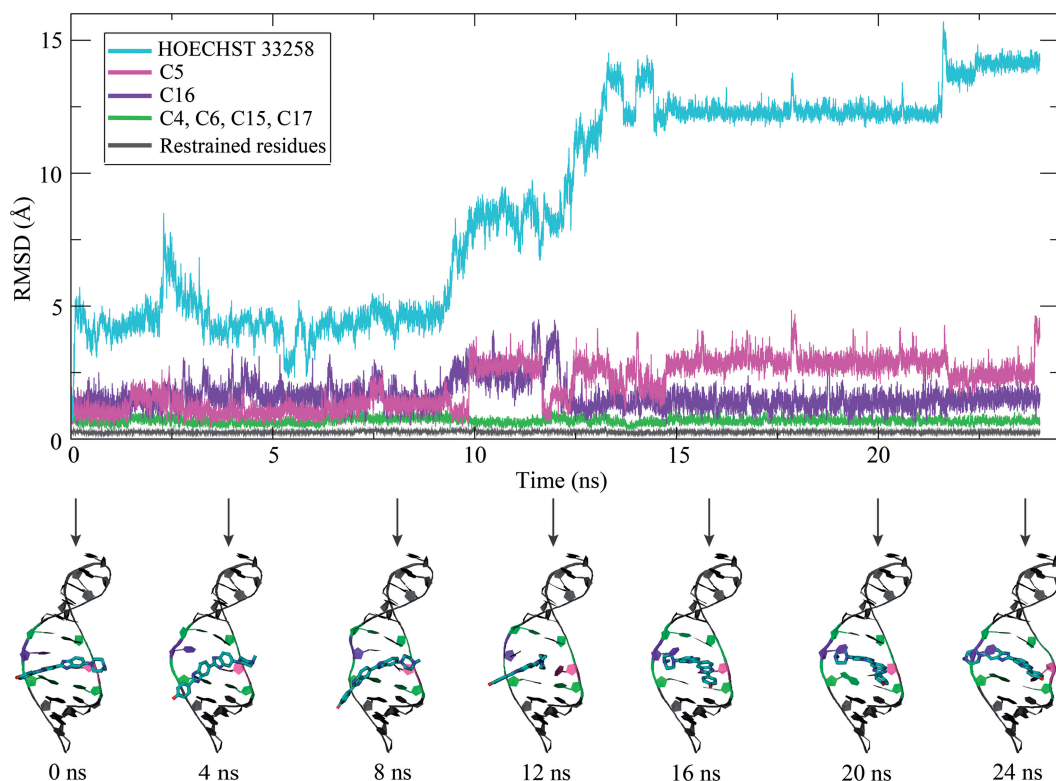 15
10
5
0
RMSD (Å)
HOECHST 33258
C5
C16
C4, C6, C15, C17
Restrained residues
0 5 10 15 20
Time (ns)
0 ns 4 ns 8 ns 12 ns 16 ns 20 ns 24 ns